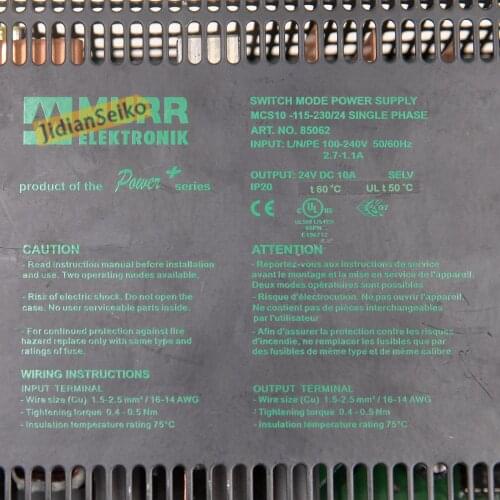 MURR
JidianSeiko
ELEKTRONIK
product of the Power+ series
SWITCH MODE POWER SUPPLY
MCS10 -115-230/24 SINGLE PHASE
ART. NO. 85062
INPUT: L/N/PE 100-240V 50/60Hz
2.7-1.1A
OUTPUT: 24V DC 10A SELV
IP20 t 60 °C UL t 50 °C
CE UL
CAUTION
- Read instruction manual before installation
and use. Two operating modes available.
- Risk of electric shock. Do not open the
case. No user serviceable parts inside.
- For continued protection against fire
hazard replace only with same type and
ratings of fuse.
WIRING INSTRUCTIONS
INPUT TERMINAL
- Wire size (Cu) 1.5-2.5 mm² / 16-14 AWG
- Tightening torque 0.4 - 0.5 Nm
- Insulation temperature rating 75°C
ATTENTION
- Reportez-vous aux instructions de service
avant le montage et la mise en service de l'appareil.
Deux modes opératoires sont possibles
- Risque d'électrocution. Ne pas ouvrir l'appareil.
Ne contient pas de pièces interchangeables
par l'utilisateur
- Afin d'assurer la protection contre les risques
d'incendie, ne remplacer les fusibles que par
des fusibles de même type et de même calibre.
OUTPUT TERMINAL
- Wire size (Cu) 1.5-2.5 mm² / 16-14 AWG
- Tightening torque 0.4 - 0.5 Nm
- Insulation temperature rating 75°C